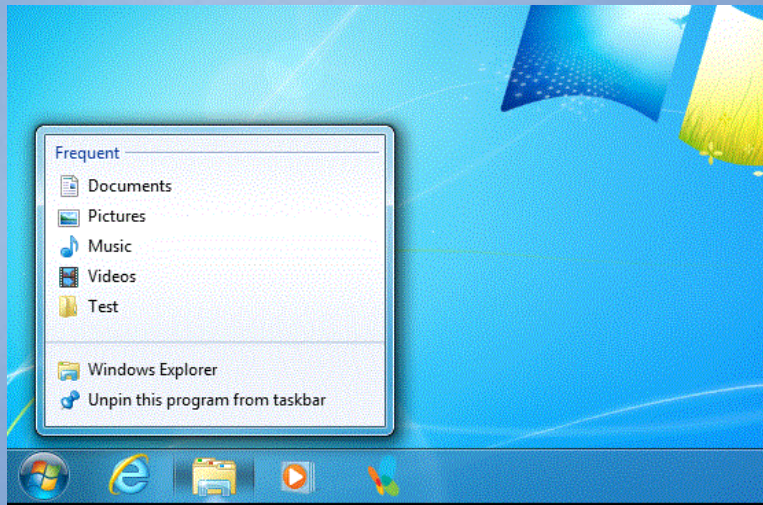 Frequent
Documents
Pictures
Music
Videos
Test
Windows Explorer
Unpin this program from taskbar